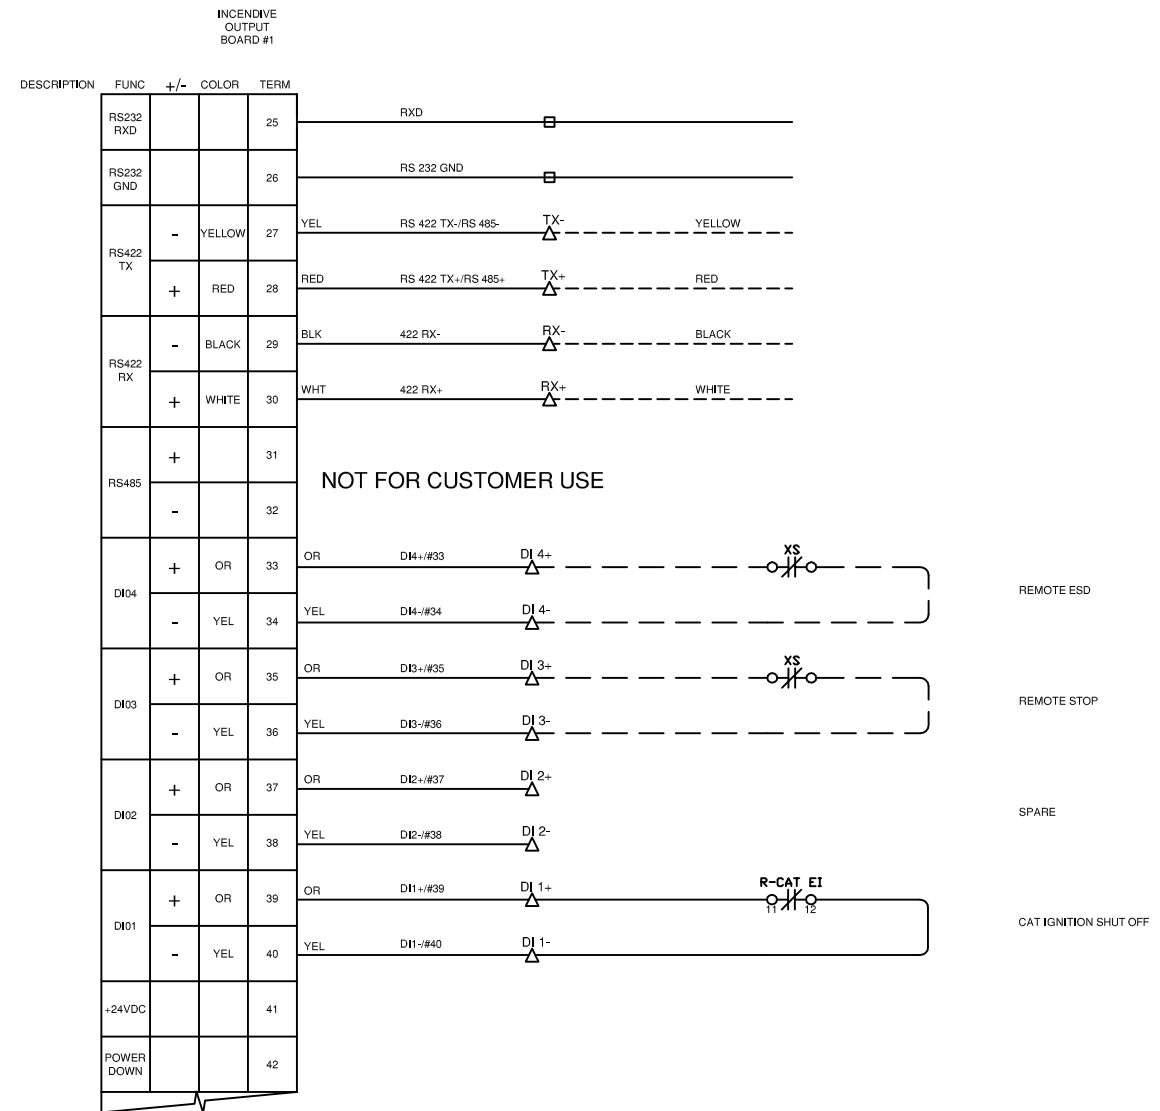 INCENDIVE
OUTPUT
BOARD #1
DESCRIPTION FUNC +/- COLOR TERM
RS232
RXD
25 RXD
RS232
GND
26 RS 232 GND
RS422
TX
- YELLOW 27 YEL RS 422 TX-/RS 485- TX- YELLOW
+ RED 28 RED RS 422 TX+/RS 485+ TX+ RED
RS422
RX
- BLACK 29 BLK 422 RX- RX- BLACK
+ WHITE 30 WHT 422 RX+ RX+ WHITE
RS485
+ 31
NOT FOR CUSTOMER USE
- 32
DI04
+ OR 33 OR DI4+/#33 DI 4+ XS
REMOTE ESD
- YEL 34 YEL DI4-/#34 DI 4-
DI03
+ OR 35 OR DI3+/#35 DI 3+ XS
REMOTE STOP
- YEL 36 YEL DI3-/#36 DI 3-
DI02
+ OR 37 OR DI2+/#37 DI 2+
SPARE
- YEL 38 YEL DI2-/#38 DI 2-
DI01
+ OR 39 OR DI1+/#39 DI 1+ R-CAT EI
11 12
CAT IGNITION SHUT OFF
- YEL 40 YEL DI1-/#40 DI 1-
+24VDC 41
POWER
DOWN
42